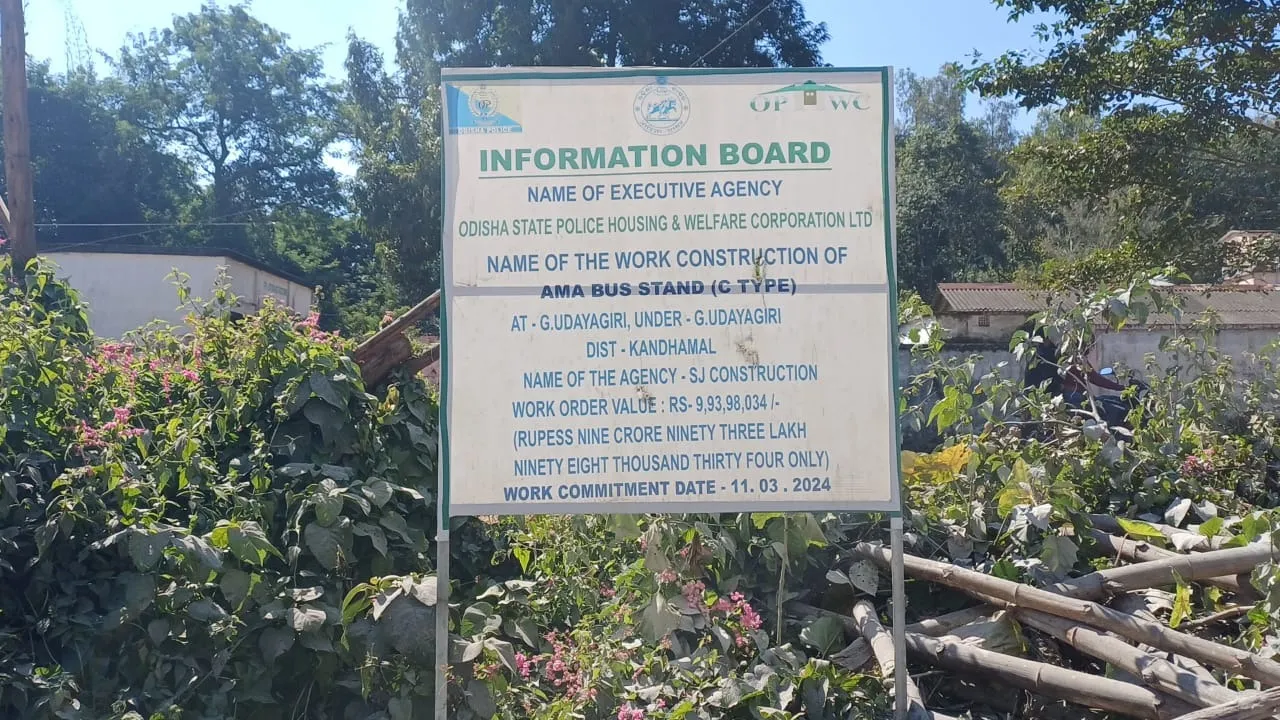 ODISHA POLICE
OP WC
INFORMATION BOARD
NAME OF EXECUTIVE AGENCY
ODISHA STATE POLICE HOUSING & WELFARE CORPORATION LTD
NAME OF THE WORK CONSTRUCTION OF
AMA BUS STAND (C TYPE)
AT - G.UDAYAGIRI, UNDER - G.UDAYAGIRI
DIST - KANDHAMAL
NAME OF THE AGENCY - SJ CONSTRUCTION
WORK ORDER VALUE : RS- 9,93,98,034 /-
(RUPESS NINE CRORE NINETY THREE LAKH
NINETY EIGHT THOUSAND THIRTY FOUR ONLY)
WORK COMMITMENT DATE - 11. 03 . 2024